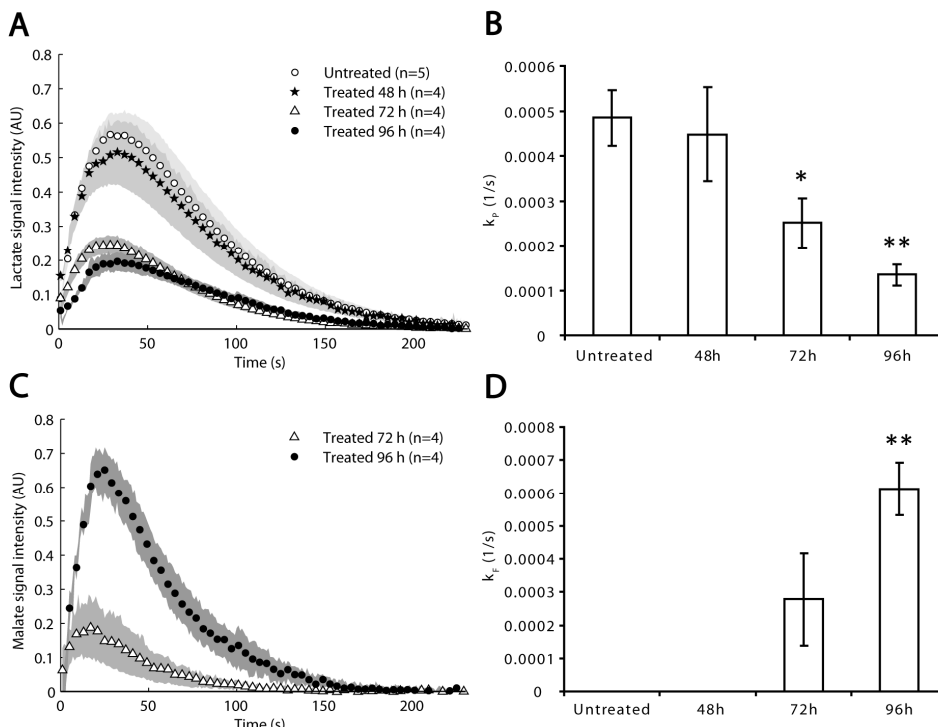 A
Lactate signal intensity (AU)
0.8
0.7
0.6
0.5
0.4
0.3
0.2
0.1
0
0 50 100 150 200
Time (s)
Untreated (n=5)
Treated 48 h (n=4)
Treated 72 h (n=4)
Treated 96 h (n=4)
B
kP (1/s)
0.0006
0.0005
0.0004
0.0003
0.0002
0.0001
0
*
**
Untreated 48h 72h 96h
C
Malate signal intensity (AU)
0.8
0.7
0.6
0.5
0.4
0.3
0.2
0.1
0
0 50 100 150 200
Time (s)
Treated 72 h (n=4)
Treated 96 h (n=4)
D
kF (1/s)
0.0008
0.0007
0.0006
0.0005
0.0004
0.0003
0.0002
0.0001
0
**
Untreated 48h 72h 96h